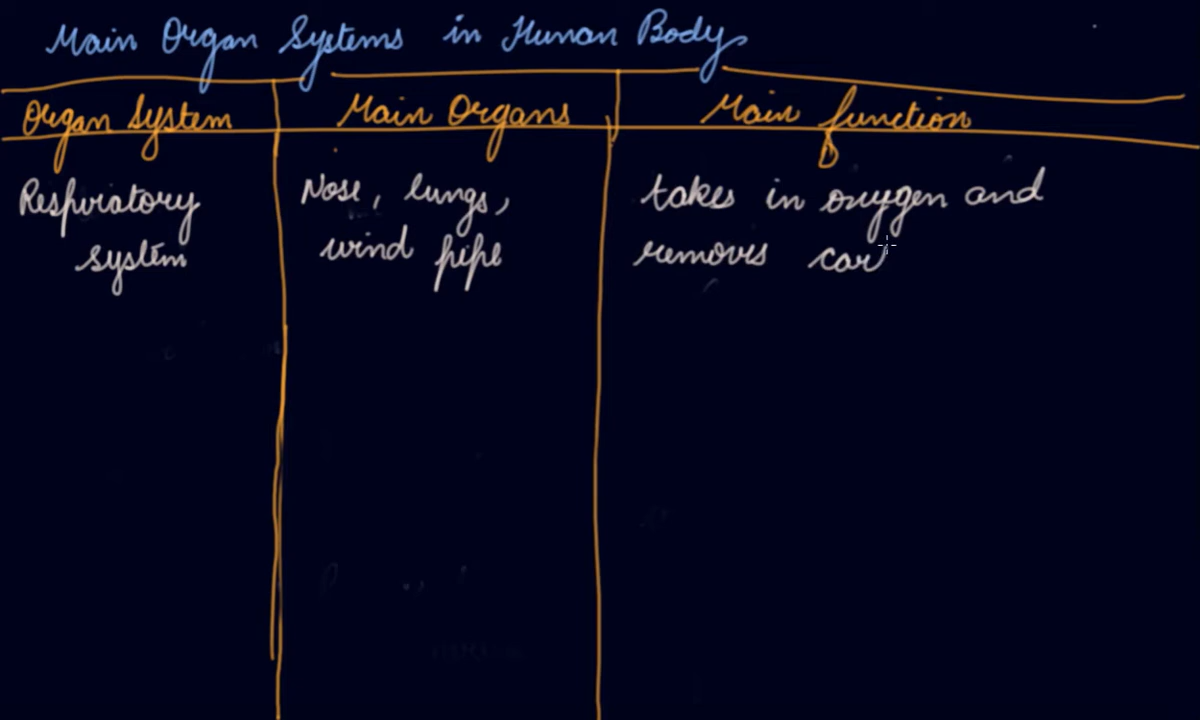 Main Organ Systems in Human Body
Organ System Main Organs Main function
Respiratory Nose, lungs, takes in oxygen and
system wind pipe removes car